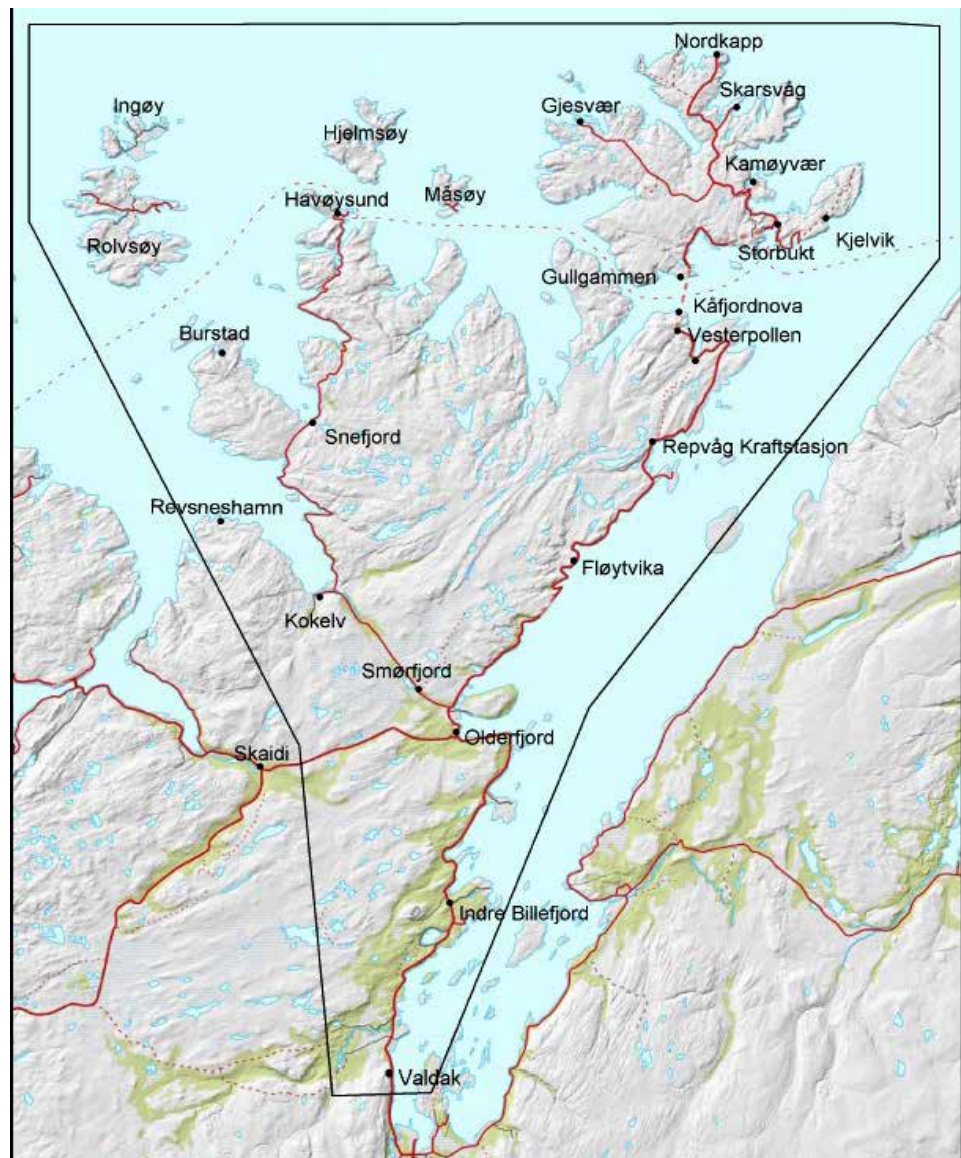 Nordkapp
Skarsvåg
Ingøy
Gjesvær
Hjelmsøy
Kamøyvær
Måsøy
Havøysund
Rolvsøy
Storbukt
Kjelvik
Gullgammen
Kåfjordnova
Burstad
Vesterpollen
Snefjord
Repvåg Kraftstasjon
Revsneshamn
Fløytvika
Kokelv
Smørfjord
Olderfjord
Skaidi
Indre Billefjord
Valdak